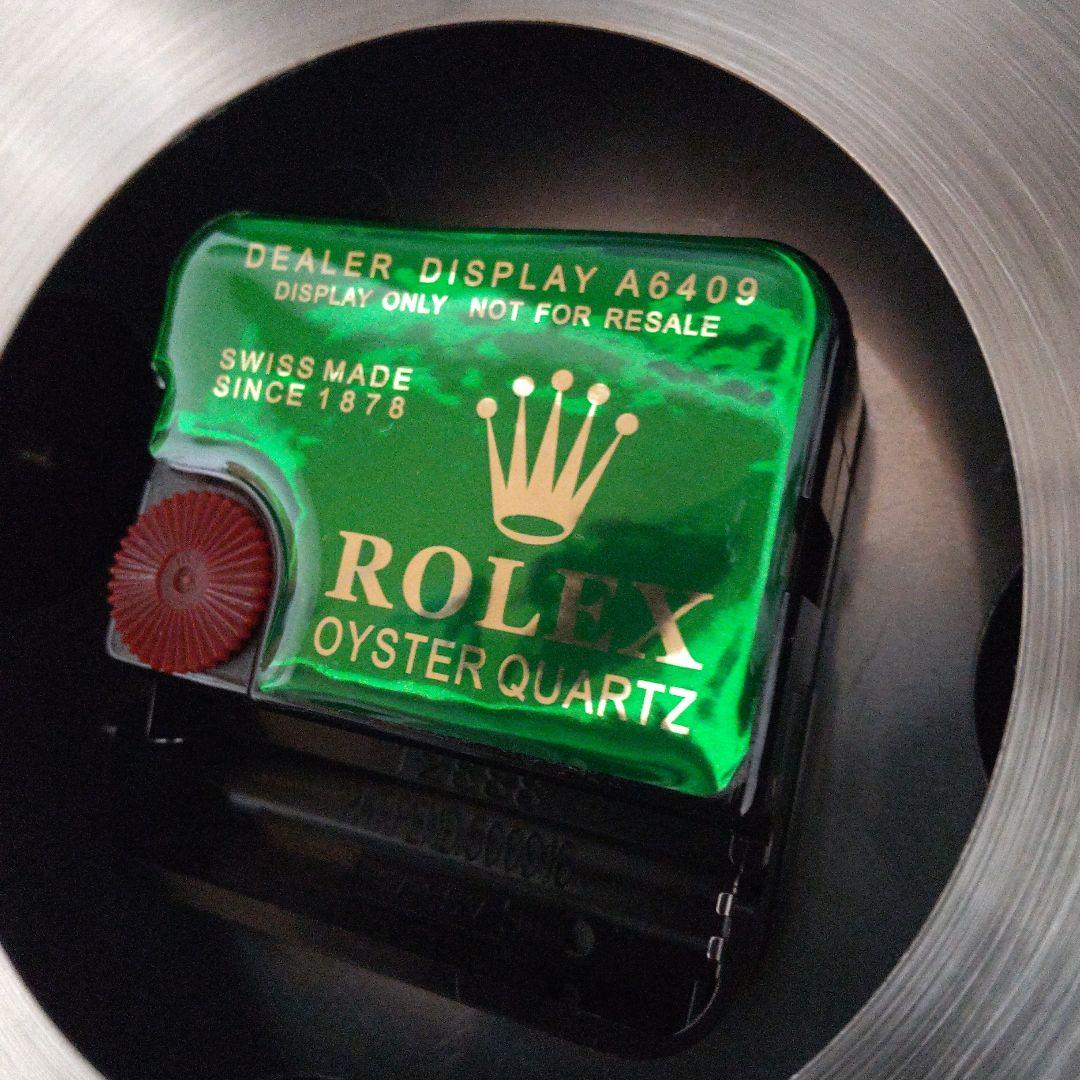 DEALER DISPLAY A6409
DISPLAY ONLY NOT FOR RESALE
SWISS MADE
SINCE 1878
ROLEX
OYSTER QUARTZ